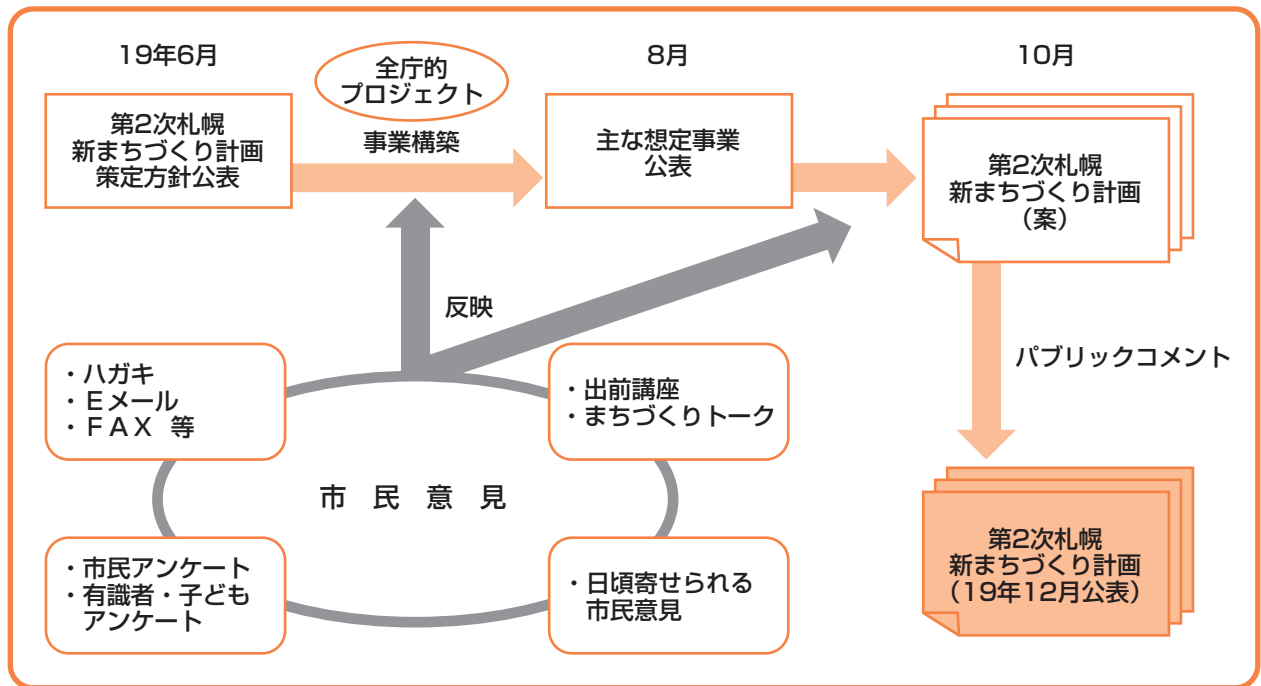 19年6月
8月
10月
全庁的
プロジェクト
第2次札幌
新まちづくり計画
策定方針公表
事業構築
主な想定事業
公表
第2次札幌
新まちづくり計画
（案）
反映
パブリックコメント
・ハガキ
・Eメール
・FAX 等
・出前講座
・まちづくりトーク
市 民 意 見
・市民アンケート
・有識者・子ども
アンケート
・日頃寄せられる
市民意見
第2次札幌
新まちづくり計画
（19年12月公表）